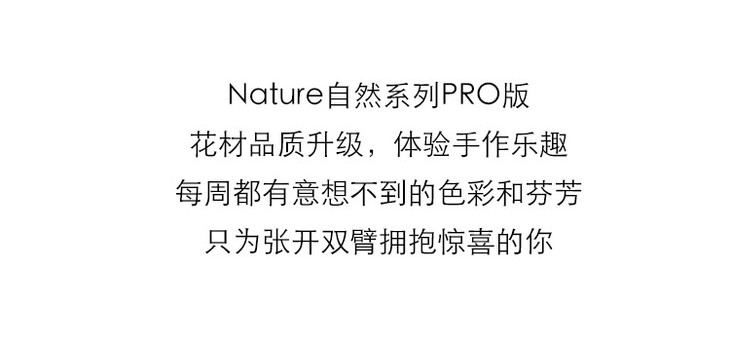 Nature自然系列PRO版
花材品质升级，体验手作乐趣
每周都有意想不到的色彩和芬芳
只为张开双臂拥抱惊喜的你